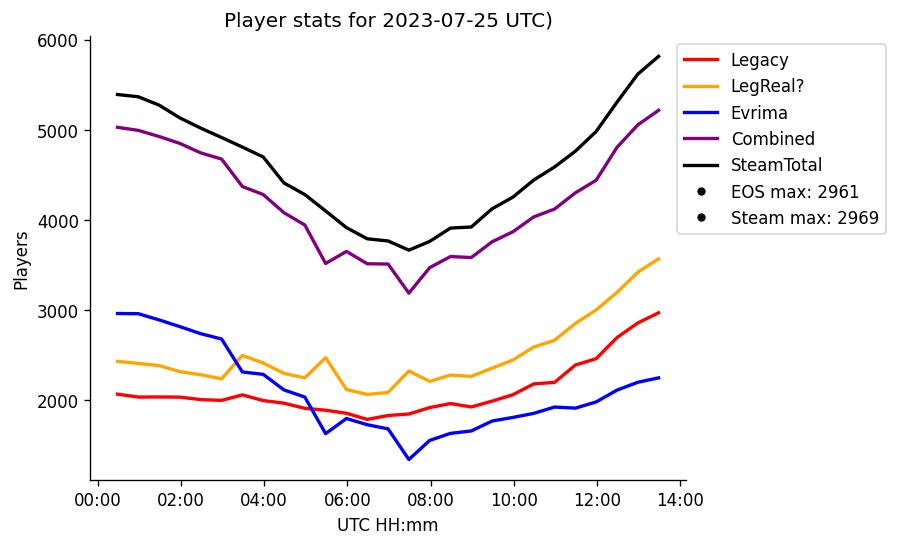 Player stats for 2023-07-25 UTC)
6000
5000
4000
3000
2000
Players
00:00 02:00 04:00 06:00 08:00 10:00 12:00 14:00
UTC HH:mm
Legacy
LegReal?
Evrima
Combined
SteamTotal
EOS max: 2961
Steam max: 2969